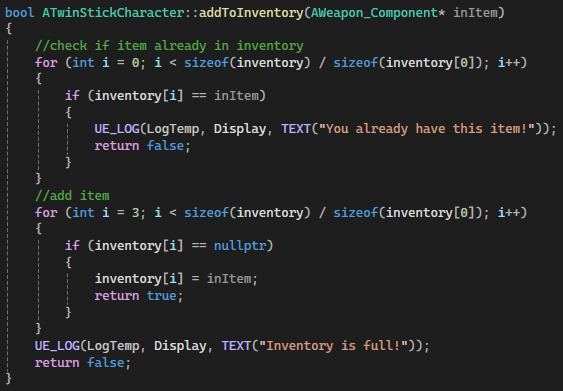 bool ATwinStickCharacter::addToInventory(AWeapon_Component* inItem)
{
    //check if item already in inventory
    for (int i = 0; i < sizeof(inventory) / sizeof(inventory[0]); i++)
    {
        if (inventory[i] == inItem)
        {
            UE_LOG(LogTemp, Display, TEXT("You already have this item!"));
            return false;
        }
    }
    //add item
    for (int i = 3; i < sizeof(inventory) / sizeof(inventory[0]); i++)
    {
        if (inventory[i] == nullptr)
        {
            inventory[i] = inItem;
            return true;
        }
    }
    UE_LOG(LogTemp, Display, TEXT("Inventory is full!"));
    return false;
}